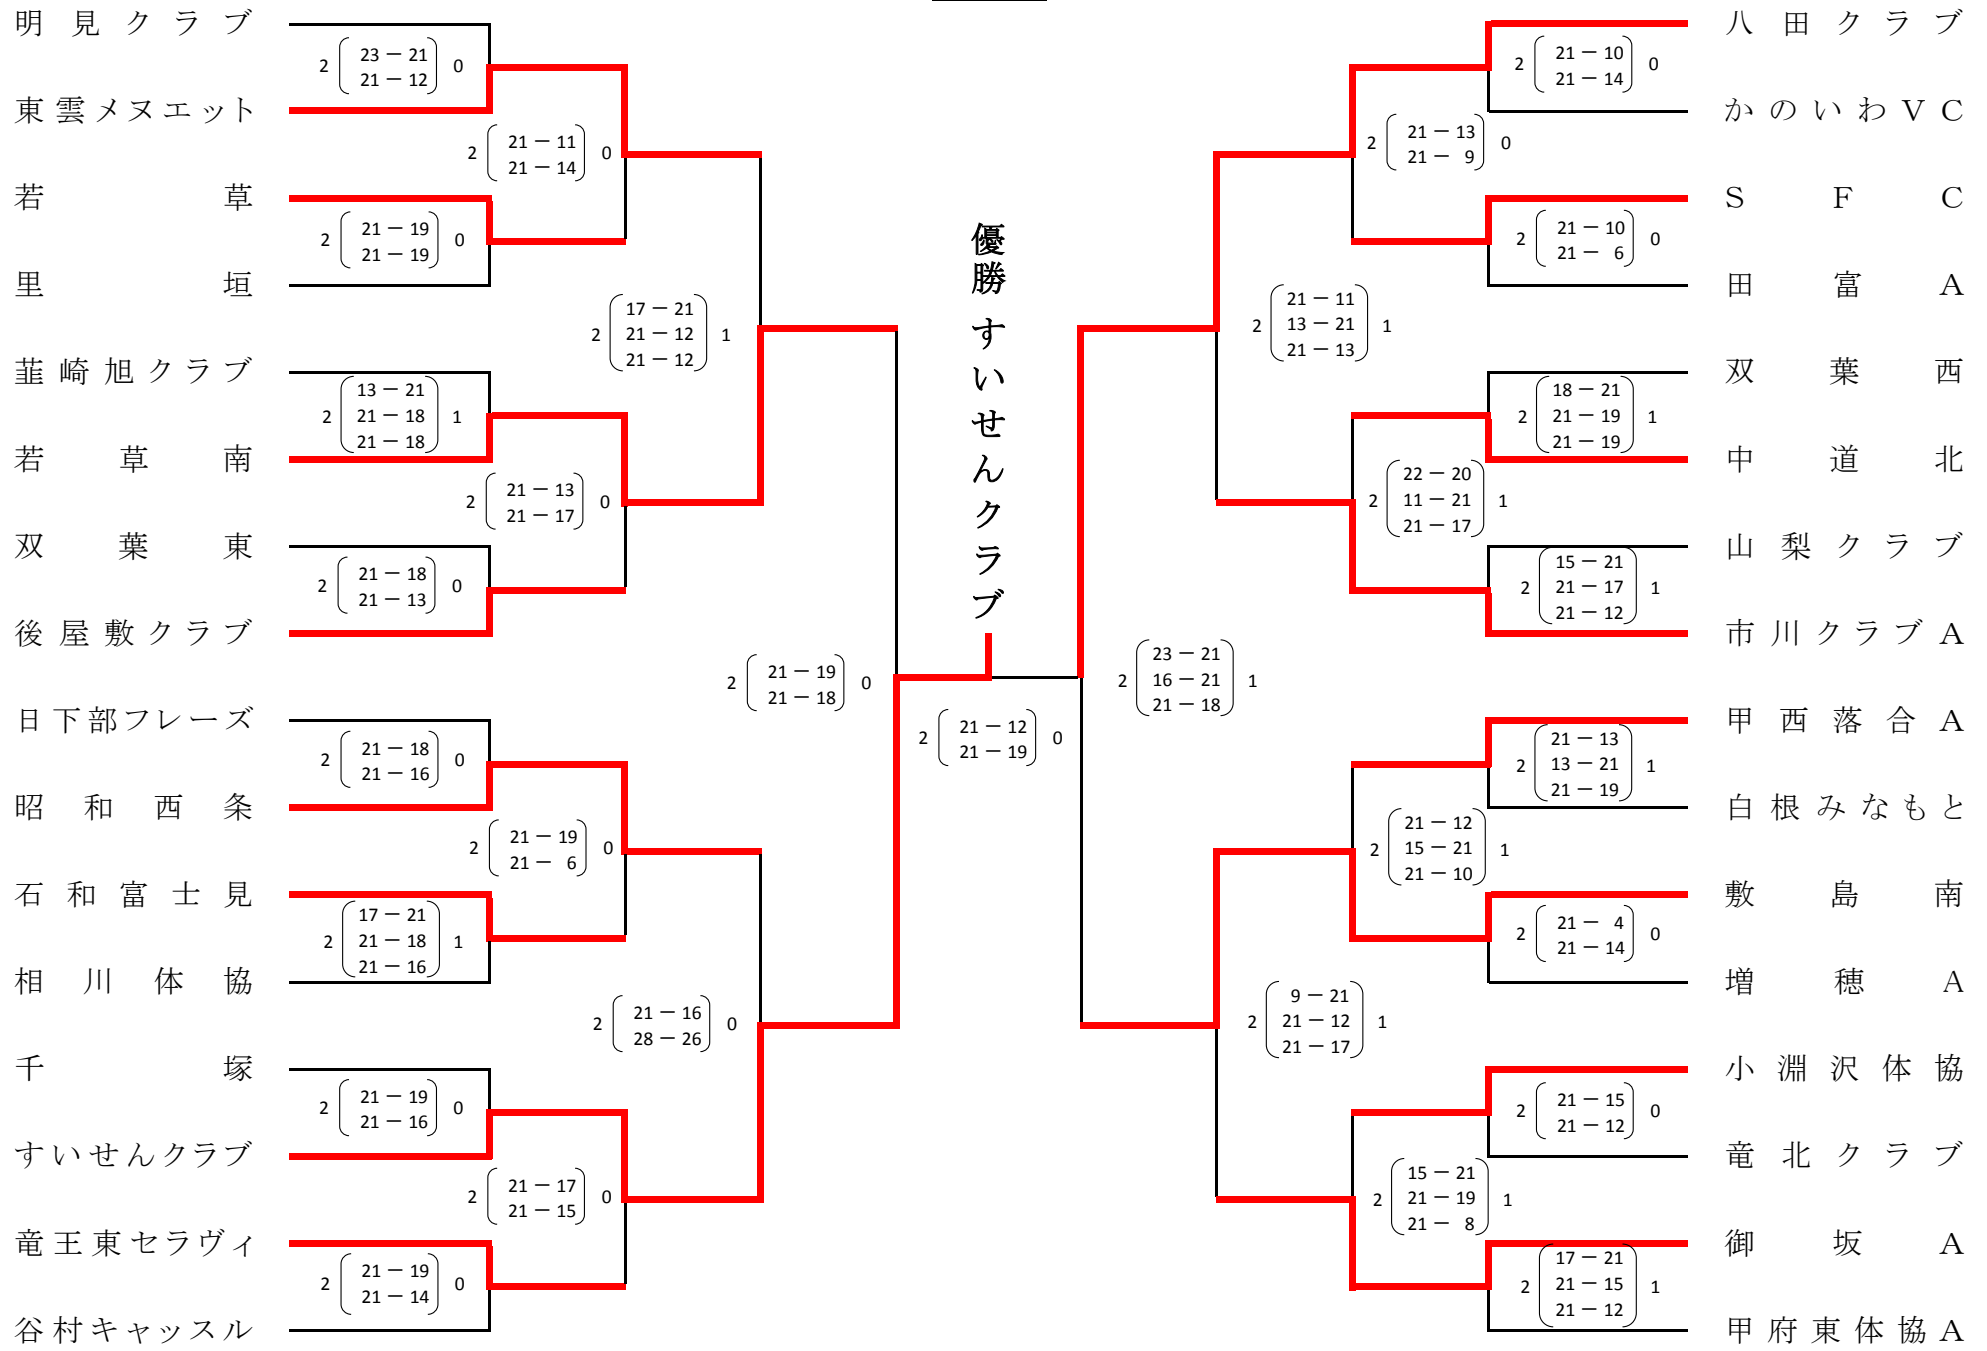 明見クラブ
2 23 － 21 0
21 － 12
東雲メヌエット
2 21 － 11 0
21 － 14
若草
2 21 － 19 0
21 － 19
里垣
2 17 － 21 1
21 － 12
21 － 12
韮崎旭クラブ
2 13 － 21 1
21 － 18
21 － 18
若草南
2 21 － 13 0
21 － 17
双葉東
2 21 － 18 0
21 － 13
後屋敷クラブ
2 21 － 19 0
21 － 18
日下部フレーズ
2 21 － 18 0
21 － 16
昭和西条
2 21 － 19 0
21 － 6
石和富士見
2 17 － 21 1
21 － 18
21 － 16
相川体協
2 21 － 16 0
28 － 26
千塚
2 21 － 19 0
21 － 16
すいせんクラブ
2 21 － 17 0
21 － 15
竜王東セラヴィ
2 21 － 19 0
21 － 14
谷村キャッスル
優勝 すいせんクラブ
2 21 － 12 0
21 － 19
八田クラブ
2 21 － 10 0
21 － 14
かのいわVC
2 21 － 13 0
21 － 9
SFC
2 21 － 10 0
21 － 6
田富A
2 21 － 11 1
13 － 21
21 － 13
双葉西
2 18 － 21 1
21 － 19
21 － 19
中道北
2 22 － 20 1
11 － 21
21 － 17
山梨クラブ
2 15 － 21 1
21 － 17
21 － 12
市川クラブA
2 23 － 21 1
16 － 21
21 － 18
甲西落合A
2 21 － 13 1
13 － 21
21 － 19
白根みなもと
2 21 － 12 1
15 － 21
21 － 10
敷島南
2 21 － 4 0
21 － 14
増穂A
2 9 － 21 1
21 － 12
21 － 17
小淵沢体協
2 21 － 15 0
21 － 12
竜北クラブ
2 15 － 21 1
21 － 19
21 － 8
御坂A
2 17 － 21 1
21 － 15
21 － 12
甲府東体協A